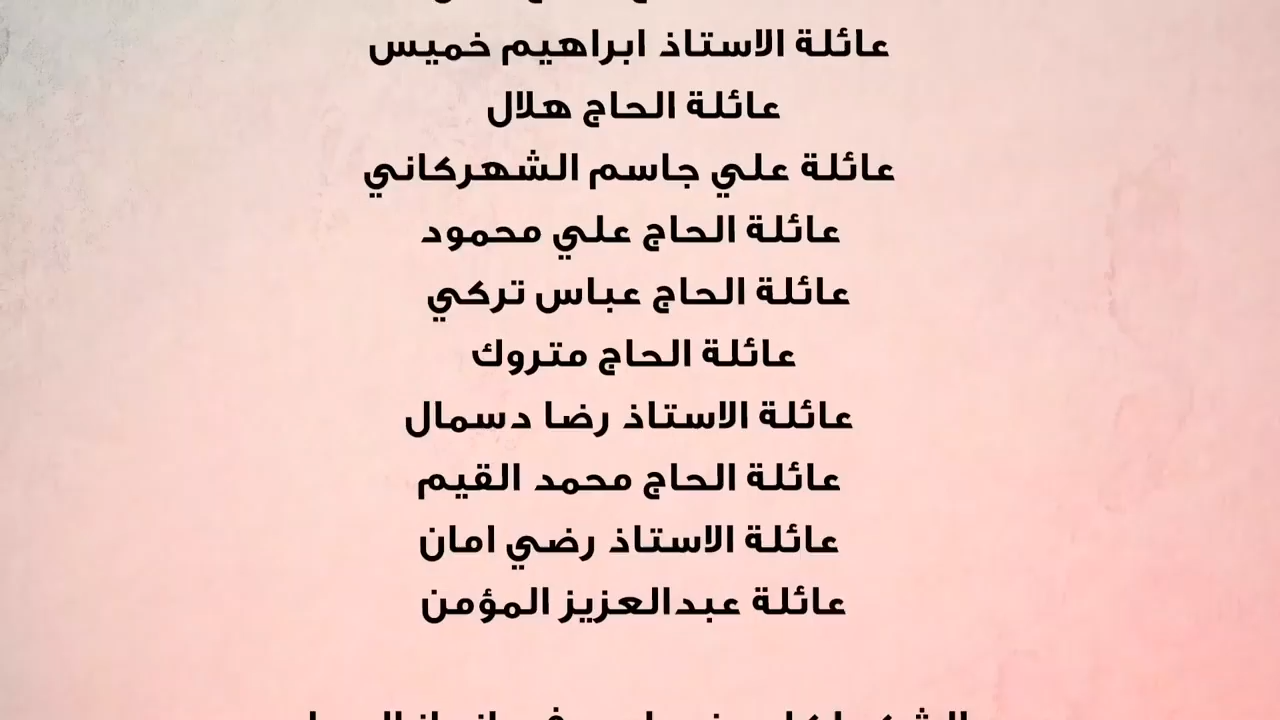 عائلة الاستاذ ابراهيم خميس
عائلة الحاج هلال
عائلة علي جاسم الشهركاني
عائلة الحاج علي محمود
عائلة الحاج عباس تركي
عائلة الحاج متروك
عائلة الاستاذ رضا دسمال
عائلة الحاج محمد القيم
عائلة الاستاذ رضي امان
عائلة عبدالعزيز المؤمن